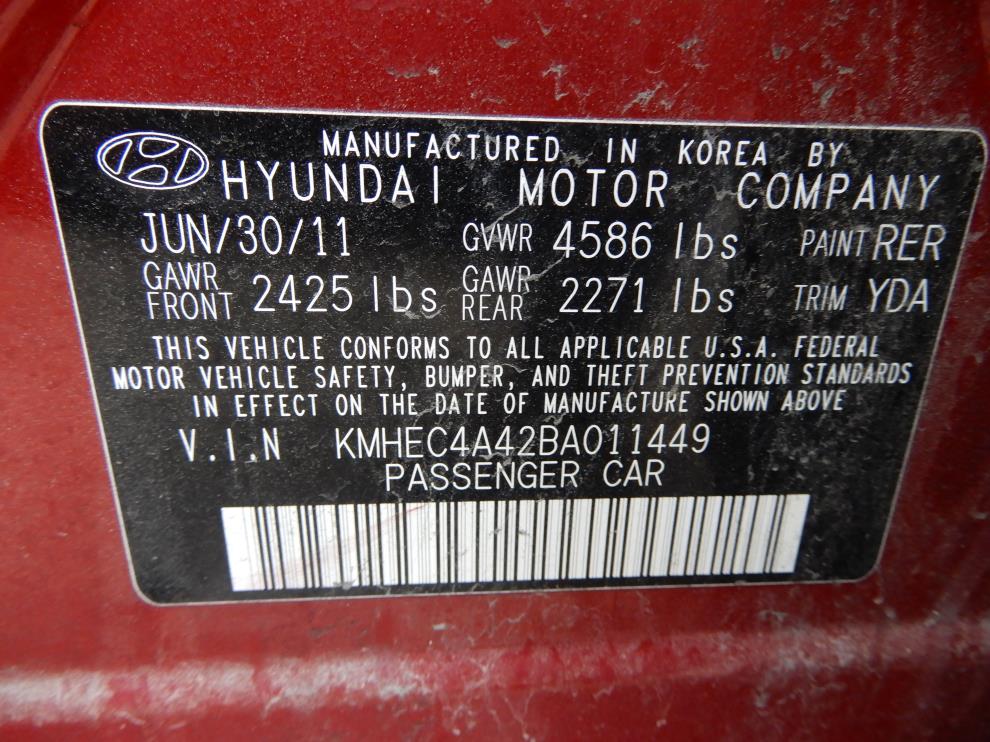 MANUFACTURED IN KOREA BY
HYUNDAI MOTOR COMPANY
JUN/30/11 GVWR 4586 lbs PAINT RER
GAWR FRONT 2425 lbs GAWR REAR 2271 lbs TRIM YDA
THIS VEHICLE CONFORMS TO ALL APPLICABLE U.S.A. FEDERAL
MOTOR VEHICLE SAFETY, BUMPER, AND THEFT PREVENTION STANDARDS
IN EFFECT ON THE DATE OF MANUFACTURE SHOWN ABOVE
V.I.N KMHEC4A42BA011449
PASSENGER CAR